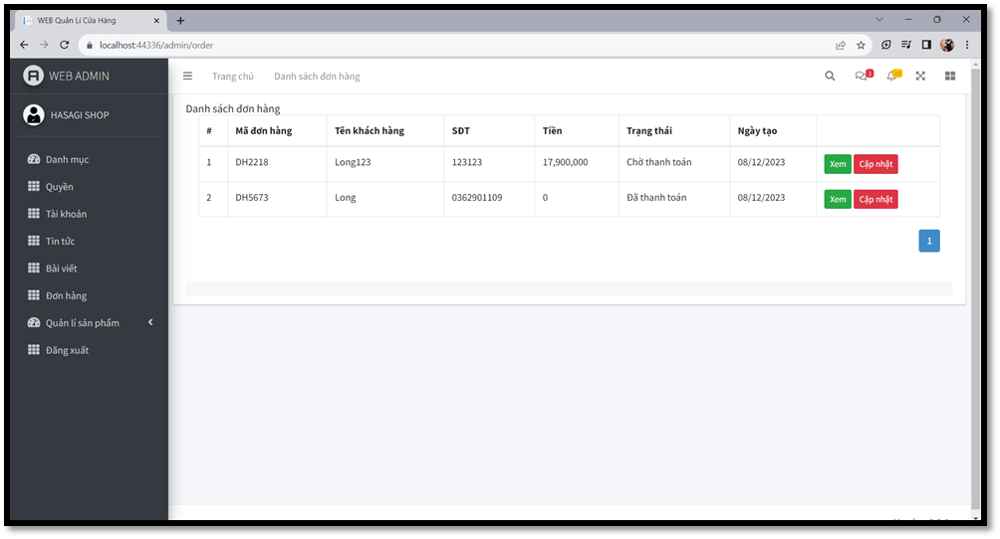 WEB Quản Lí Cửa Hàng
localhost:44336/admin/order
WEB ADMIN
Trang chủ Danh sách đơn hàng
3
15
HASAGI SHOP
Danh mục
Quyền
Tài khoản
Tin tức
Bài viết
Đơn hàng
Quản lí sản phẩm
Đăng xuất
Danh sách đơn hàng
# Mã đơn hàng Tên khách hàng SĐT Tiền Trạng thái Ngày tạo
1 DH2218 Long123 123123 17,900,000 Chờ thanh toán 08/12/2023 Xem Cập nhật
2 DH5673 Long 0362901109 0 Đã thanh toán 08/12/2023 Xem Cập nhật
1